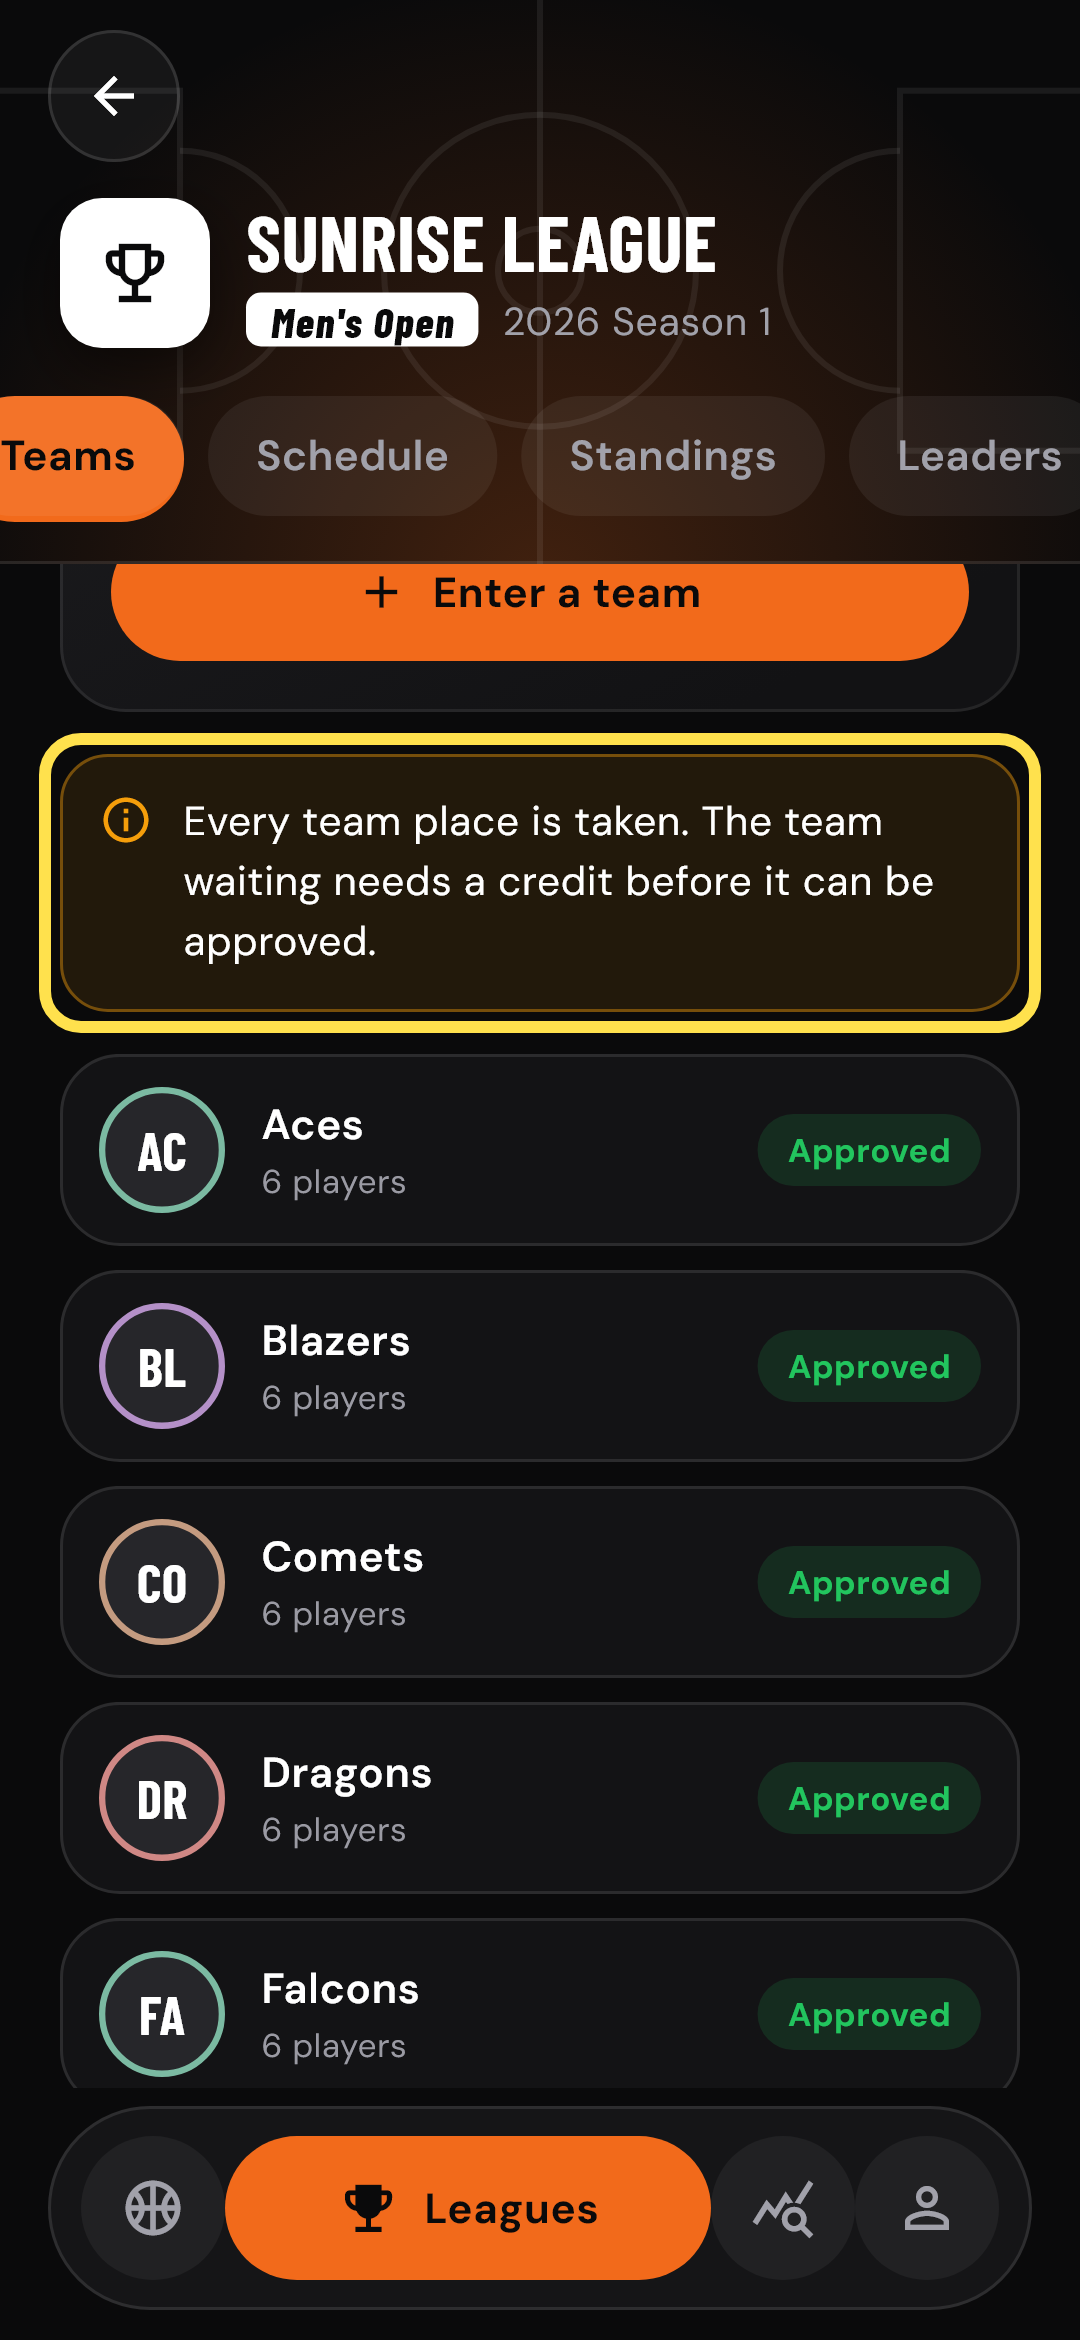 SUNRISE LEAGUE
Men's Open 2026 Season 1
Teams Schedule Standings Leaders
+ Enter a team
Every team place is taken. The team
waiting needs a credit before it can be
approved.
AC Aces Approved
6 players
BL Blazers Approved
6 players
CO Comets Approved
6 players
DR Dragons Approved
6 players
FA Falcons Approved
6 players
Leagues